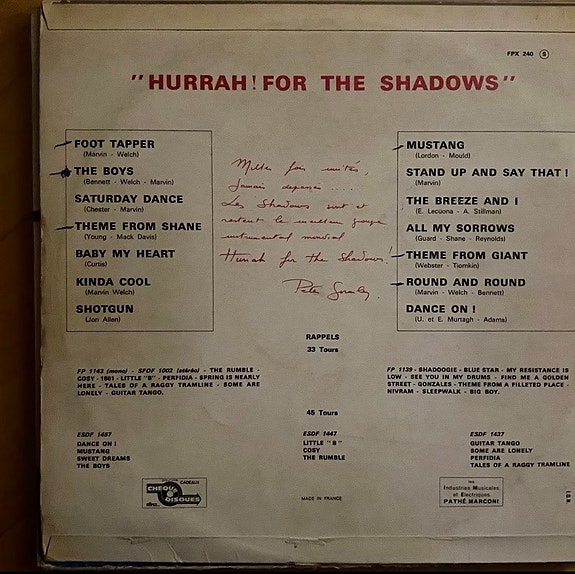 FPX 240 S
"HURRAH! FOR THE SHADOWS"
FOOT TAPPER
(Marvin - Welch)
THE BOYS
(Bennett - Welch - Marvin)
SATURDAY DANCE
(Chester - Marvin)
THEME FROM SHANE
(Young - Mack Davis)
BABY MY HEART
(Curtis)
KINDA COOL
(Marvin Welch)
SHOTGUN
Lion Allen)
Milles fois imités,
jamais dépassés ....
Les Shadows sont et
restent le meilleur groupe
instrumental mondial
Hurrah for the Shadows!
Peter
MUSTANG
(Lordon - Mould)
STAND UP AND SAY THAT !
(Marvin)
THE BREEZE AND I
(E. Lecuona - A. Stillman)
ALL MY SORROWS
(Guard - Shane - Reynolds)
THEME FROM GIANT
(Webster - Tiomkin)
ROUND AND ROUND
(Marvin - Welch - Bennett)
DANCE ON !
(U. et E. Murtagh - Adams)
RAPPELS
33 Tours
FP 1142 (mono) - SFOF 1002 (stéréo) - THE RUMBLE -
COSY - 1861 - LITTLE "B" - PERFIDIA - SPRING IS NEARLY
HERE - TALES OF A RAGGY TRAMLINE - SOME ARE
LONELY - GUITAR TANGO.
FP 1139 - SHADOOGIE - BLUE STAR - MY RESISTANCE IS
LOW - SEE YOU IN MY DRUMS - FIND ME A GOLDEN
STREET - GONZALES - THEME FROM A FILLETED PLACE -
NIVRAM - SLEEPWALK - BIG BOY.
45 Tours
ESDF 1487
DANCE ON !
MUSTANG
SWEET DREAMS
THE BOYS
ESDF 1447
LITTLE "B"
COSY
THE RUMBLE
ESDF 1437
GUITAR TANGO
SOME ARE LONELY
PERFIDIA
TALES OF A RAGGY TRAMLINE
CADEAUX
CHEQUE
DISQUES
MADE IN FRANCE
les
Industries Musicales
et Electriques
PATHÉ MARCONI